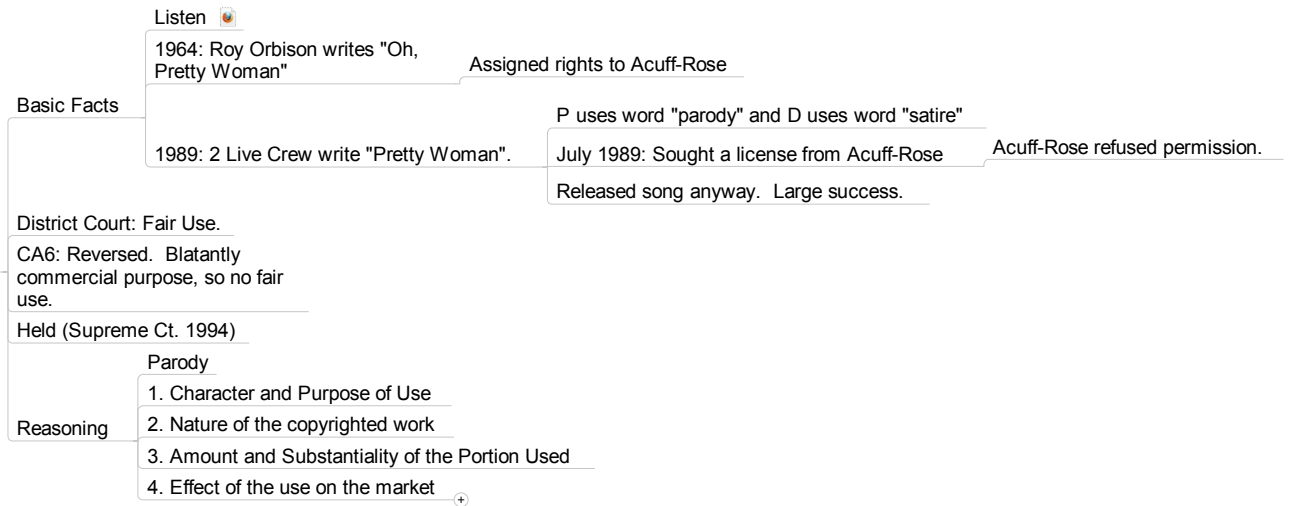 Listen
1964: Roy Orbison writes "Oh,
Pretty Woman"
Assigned rights to Acuff-Rose
Basic Facts
P uses word "parody" and D uses word "satire"
1989: 2 Live Crew write "Pretty Woman".
July 1989: Sought a license from Acuff-Rose
Acuff-Rose refused permission.
Released song anyway.  Large success.
District Court: Fair Use.
CA6: Reversed.  Blatantly
commercial purpose, so no fair
use.
Held (Supreme Ct. 1994)
Reasoning
Parody
1. Character and Purpose of Use
2. Nature of the copyrighted work
3. Amount and Substantiality of the Portion Used
4. Effect of the use on the market